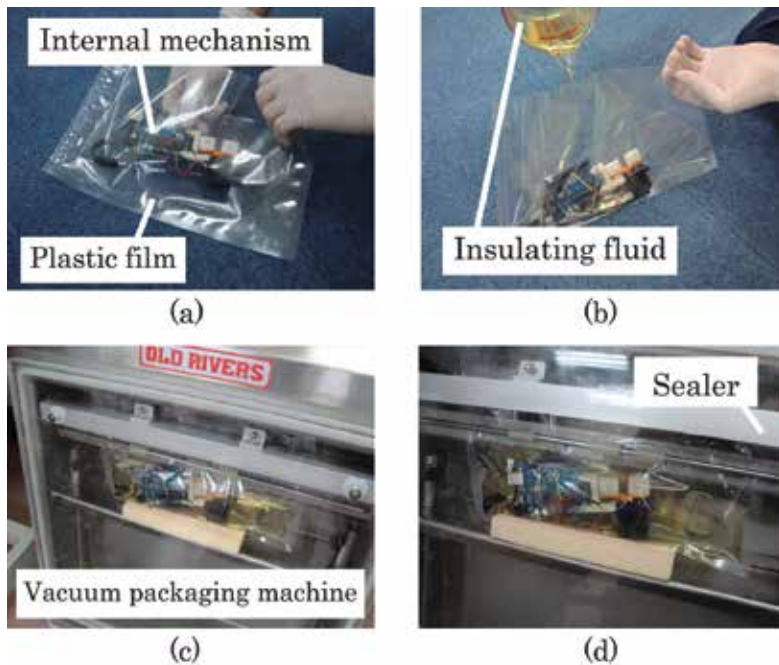 Internal mechanism
Plastic film
Insulating fluid
(a)
(b)
OLD RIVERS
Sealer
Vacuum packaging machine
(c)
(d)